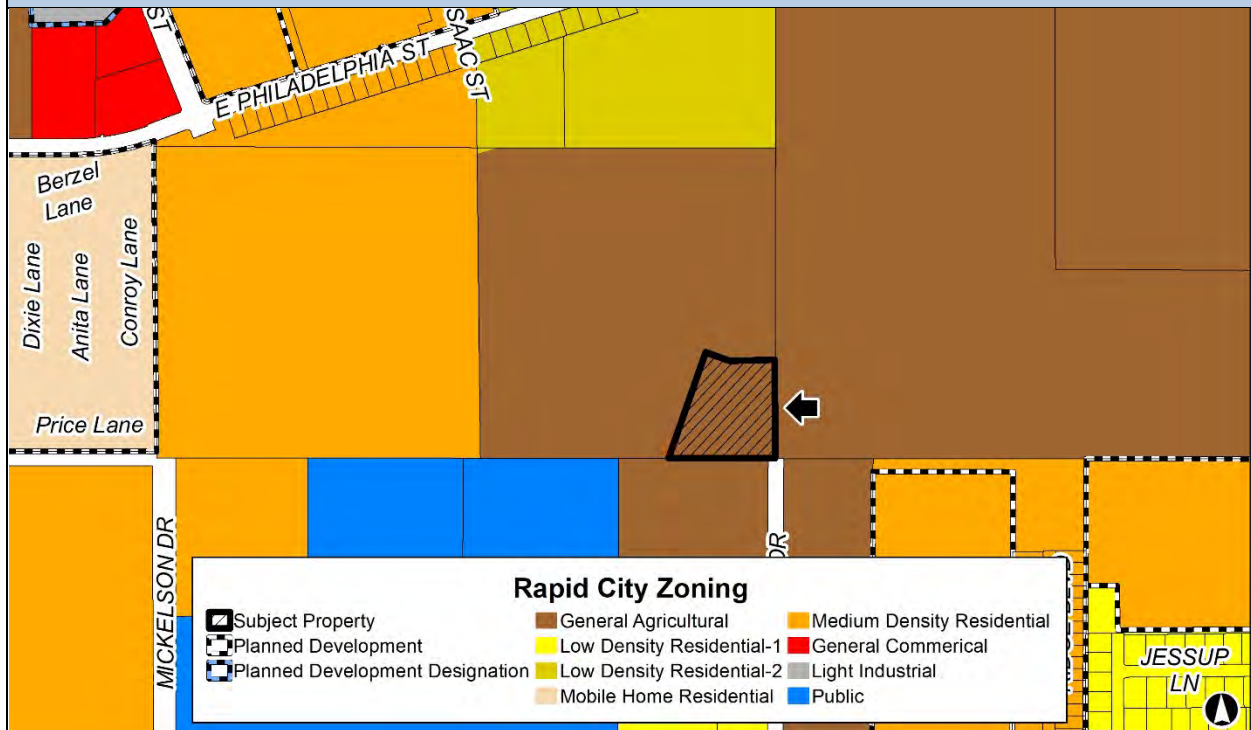 ST
SAAC ST
E PHILADELPHIA ST
Berzel
Lane
Dixie Lane
Anita Lane
Conroy Lane
Price Lane
MICKELSON DR
DR
JESSUP
LN
Rapid City Zoning
Subject Property
Planned Development
Planned Development Designation
General Agricultural
Low Density Residential-1
Low Density Residential-2
Mobile Home Residential
Medium Density Residential
General Commerical
Light Industrial
Public